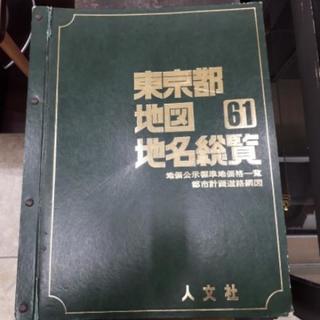 東京都
地図 61
地名総覧
地価公示標準地価格一覧
都市計画道路網図
人文社